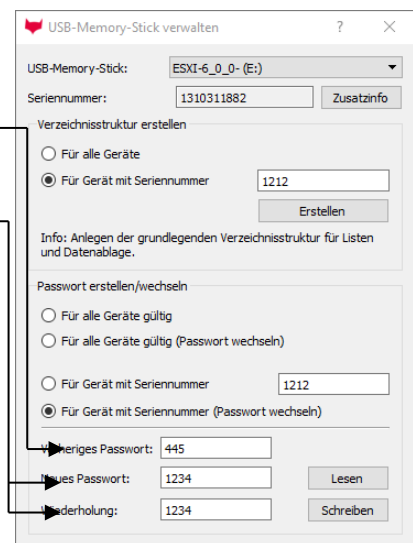 USB-Memory-Stick verwalten ? ×
USB-Memory-Stick: ESXI-6_0_0- (E:)
Seriennummer: 1310311882 Zusatzinfo
Verzeichnisstruktur erstellen
Für alle Geräte
Für Gerät mit Seriennummer 1212
Erstellen
Info: Anlegen der grundlegenden Verzeichnisstruktur für Listen
und Datenablage.
Passwort erstellen/wechseln
Für alle Geräte gültig
Für alle Geräte gültig (Passwort wechseln)
Für Gerät mit Seriennummer 1212
Für Gerät mit Seriennummer (Passwort wechseln)
Vorheriges Passwort: 445
Neues Passwort: 1234 Lesen
Wiederholung: 1234 Schreiben